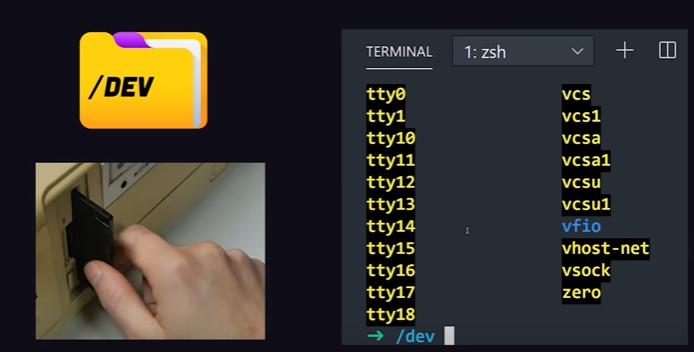 /DEV
TERMINAL 1: zsh
tty0 vcs
tty1 vcs1
tty10 vcsa
tty11 vcsa1
tty12 vcsu
tty13 vcsu1
tty14 vfio
tty15 vhost-net
tty16 vsock
tty17 zero
tty18
→ /dev